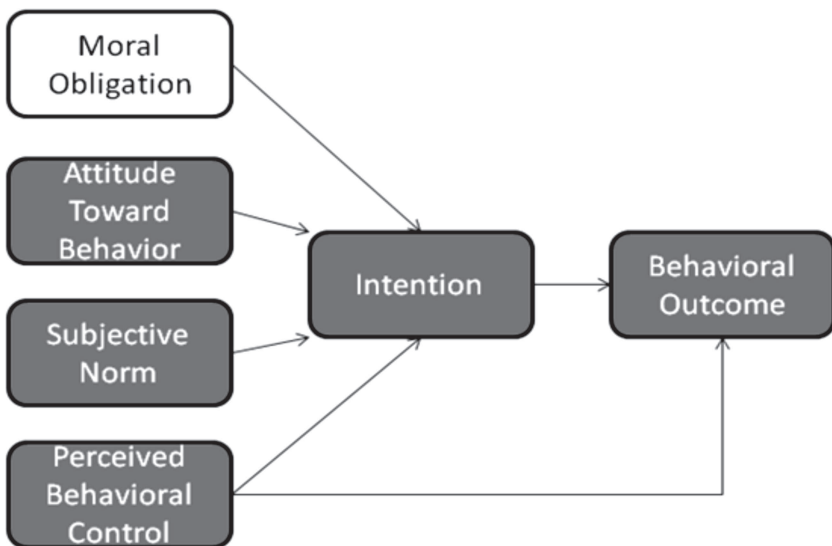 Moral
Obligation
Attitude
Toward
Behavior
Subjective
Norm
Perceived
Behavioral
Control
Intention
Behavioral
Outcome